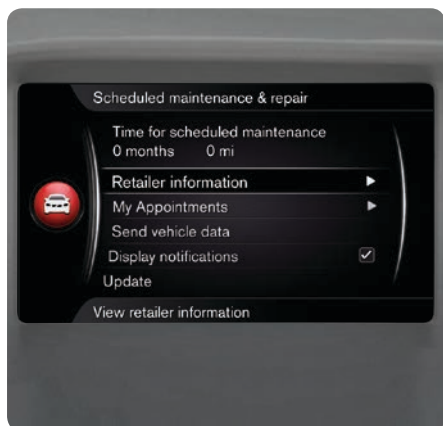 Scheduled maintenance & repair
Time for scheduled maintenance
0 months 0 mi
Retailer information
My Appointments
Send vehicle data
Display notifications
Update
View retailer information